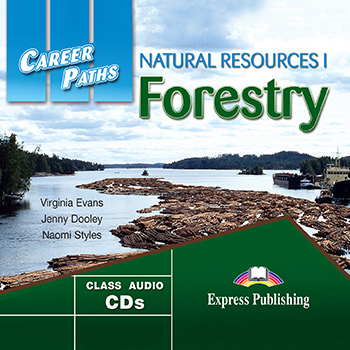 CAREER
PATHS
NATURAL RESOURCES I
Forestry
Virginia Evans
Jenny Dooley
Naomi Styles
CLASS AUDIO
CDs
Express Publishing